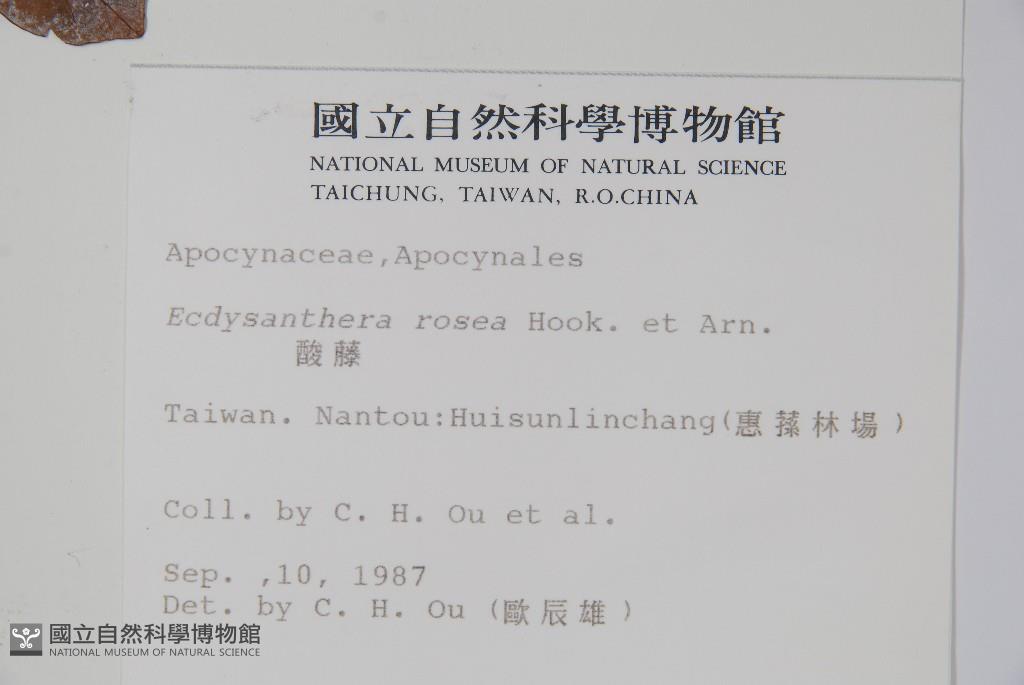 國立自然科學博物館
NATIONAL MUSEUM OF NATURAL SCIENCE
TAICHUNG, TAIWAN, R.O.CHINA
Apocynaceae,Apocynales
Ecdysanthera rosea Hook. et Arn.
酸藤
Taiwan. Nantou:Huisunlinchang(惠蓀林場)
Coll. by C. H. Ou et al.
Sep. ,10, 1987
Det. by C. H. Ou (歐辰雄)
國立自然科學博物館
NATIONAL MUSEUM OF NATURAL SCIENCE